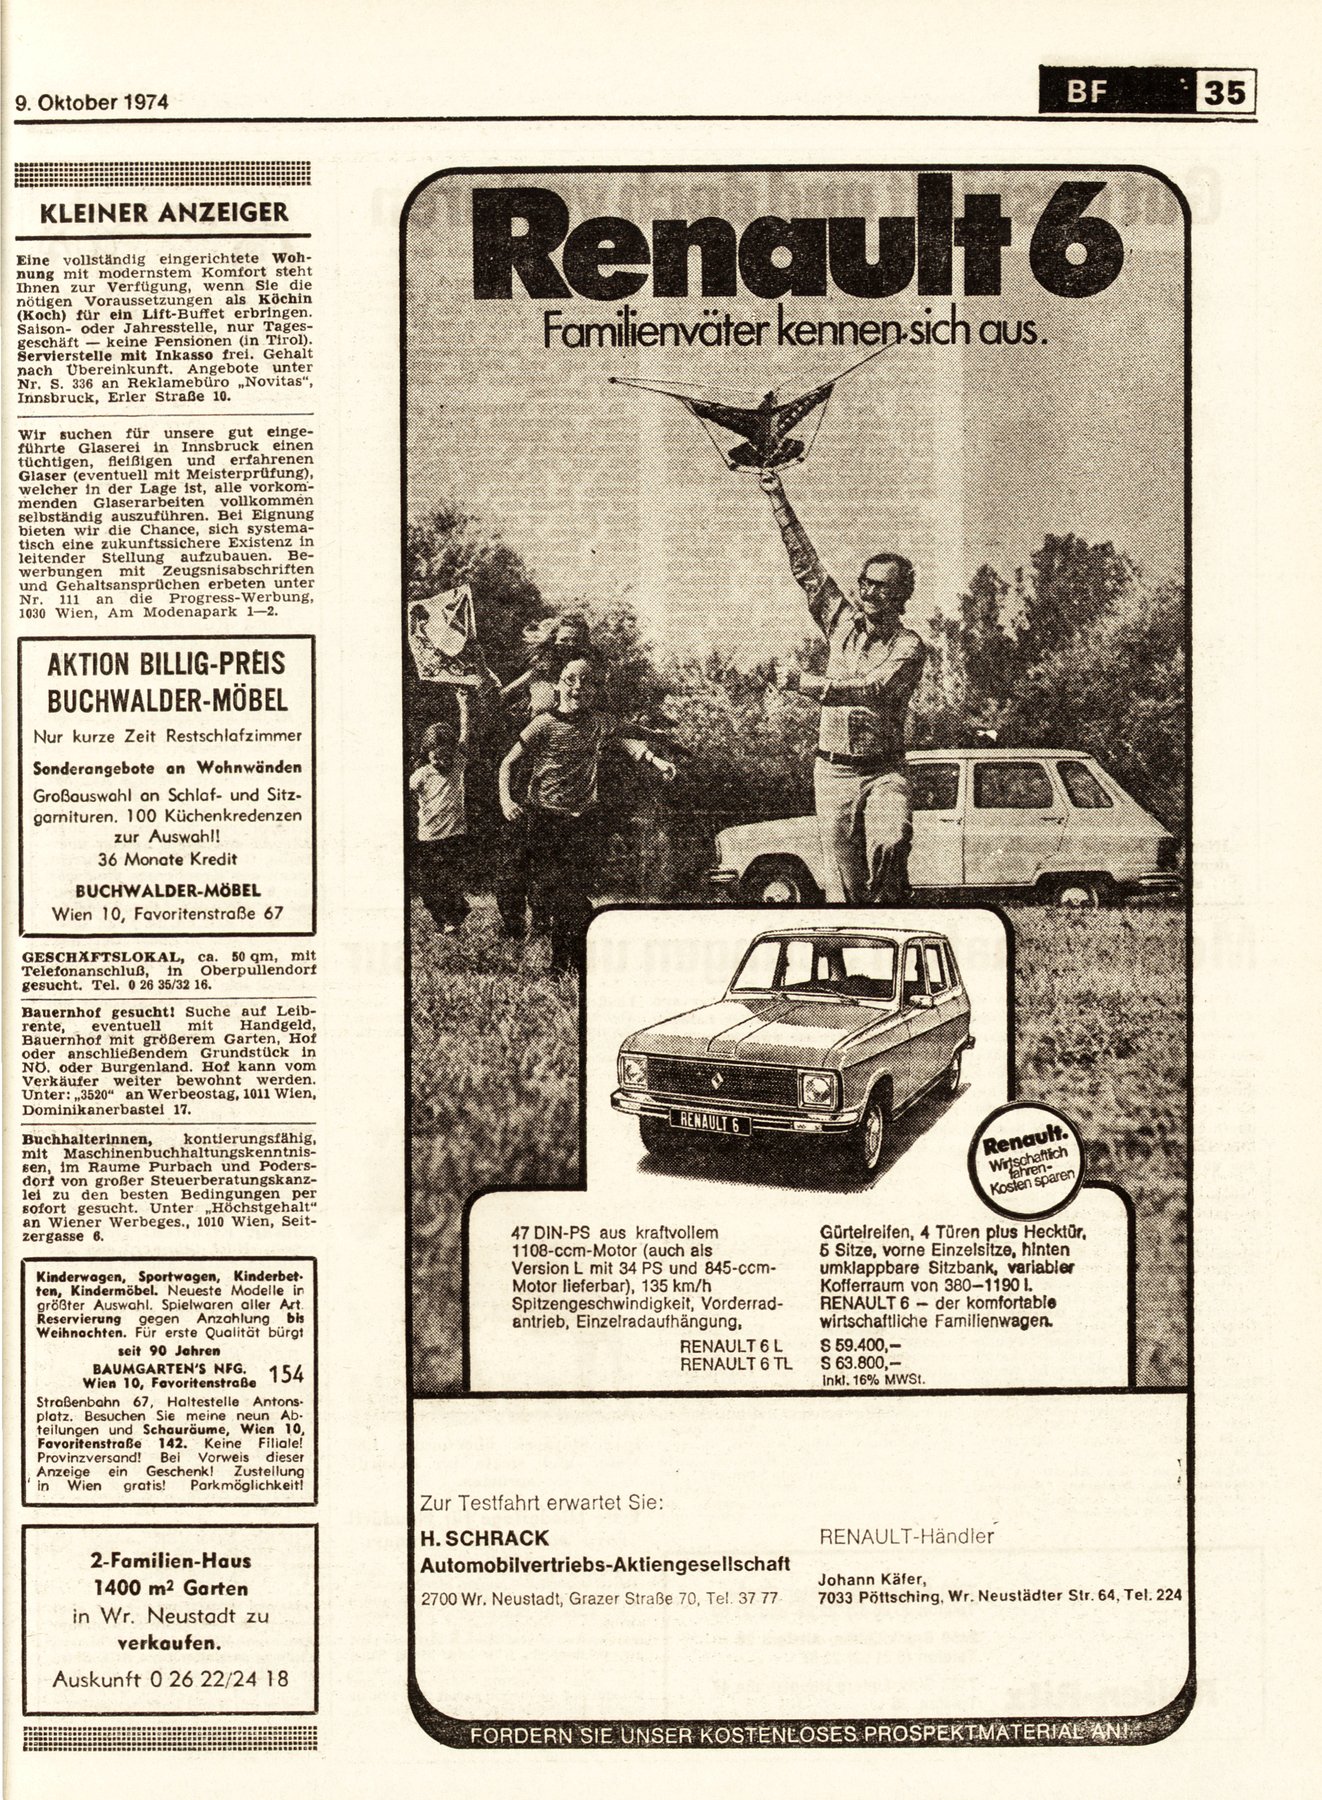 9. Oktober 1974
BF 35
KLEINER ANZEIGER
Eine vollständig eingerichtete Woh-
nung mit modernstem Komfort steht
Ihnen zur Verfügung, wenn Sie die
nötigen Voraussetzungen als Köchin
(Koch) für ein Lift-Buffet erbringen.
Saison- oder Jahresstelle, nur Tages-
geschäft — keine Pensionen (in Tirol).
Servierstelle mit Inkasso frei. Gehalt
nach Übereinkunft. Angebote unter
Nr. S. 336 an Reklamebüro „Novitas“,
Innsbruck, Erler Straße 10.
Wir suchen für unsere gut einge-
führte Glaserei in Innsbruck einen
tüchtigen, fleißigen und erfahrenen
Glaser (eventuell mit Meisterprüfung),
welcher in der Lage ist, alle vorkom-
menden Glaserarbeiten vollkommen
selbständig auszuführen. Bei Eignung
bieten wir die Chance, sich systema-
tisch eine zukunftssichere Existenz in
leitender Stellung aufzubauen. Be-
werbungen mit Zeugsnisabschriften
und Gehaltsansprüchen erbeten unter
Nr. 111 an die Progress-Werbung,
1030 Wien, Am Modenapark 1—2.
AKTION BILLIG-PREIS
BUCHWALDER-MÖBEL
Nur kurze Zeit Restschlafzimmer
Sonderangebote an Wohnwänden
Großauswahl an Schlaf- und Sitz-
garnituren. 100 Küchenkredenzen
zur Auswahl!
36 Monate Kredit
BUCHWALDER-MÖBEL
Wien 10, Favoritenstraße 67
GESCHÄFTSLOKAL, ca. 50 qm, mit
Telefonanschluß, in Oberpullendorf
gesucht. Tel. 0 26 35/32 16.
Bauernhof gesucht! Suche auf Leib-
rente, eventuell mit Handgeld,
Bauernhof mit größerem Garten, Hof
oder anschließendem Grundstück in
NÖ. oder Burgenland. Hof kann vom
Verkäufer weiter bewohnt werden.
Unter: „3520“ an Werbeostag, 1011 Wien,
Dominikanerbastei 17.
Buchhalterinnen, kontierungsfähig,
mit Maschinenbuchhaltungskenntnis-
sen, im Raume Purbach und Poders-
dorf von großer Steuerberatungskanz-
lei zu den besten Bedingungen per
sofort gesucht. Unter „Höchstgehalt“
an Wiener Werbeges., 1010 Wien, Seit-
zergasse 6.
Kinderwagen, Sportwagen, Kinderbet-
ten, Kindermöbel. Neueste Modelle in
größter Auswahl. Spielwaren aller Art.
Reservierung gegen Anzahlung bis
Weihnachten. Für erste Qualität bürgt
seit 90 Jahren
BAUMGARTEN'S NFG.
Wien 10, Favoritenstraße 154
Straßenbahn 67, Haltestelle Antons-
platz. Besuchen Sie meine neun Ab-
teilungen und Schauräume, Wien 10,
Favoritenstraße 142. Keine Filiale!
Provinzversand! Bei Vorweis dieser
Anzeige ein Geschenk! Zustellung
in Wien gratis! Parkmöglichkeit!
2-Familien-Haus
1400 m² Garten
in Wr. Neustadt zu
verkaufen.
Auskunft 0 26 22/24 18
Renault 6
Familienväter kennen sich aus.
RENAULT 6
Renault.
Wirtschaftlich
fahren-
Kosten sparen
47 DIN-PS aus kraftvollem
1108-ccm-Motor (auch als
Version L mit 34 PS und 845-ccm-
Motor lieferbar), 135 km/h
Spitzengeschwindigkeit, Vorderrad-
antrieb, Einzelradaufhängung,
Gürtelreifen, 4 Türen plus Hecktür,
5 Sitze, vorne Einzelsitze, hinten
umklappbare Sitzbank, variabler
Kofferraum von 380—1190 l.
RENAULT 6 — der komfortable
wirtschaftliche Familienwagen.
RENAULT 6 L S 59.400,—
RENAULT 6 TL S 63.800,—
inkl. 16% MWSt.
Zur Testfahrt erwartet Sie:
H. SCHRACK
Automobilvertriebs-Aktiengesellschaft
2700 Wr. Neustadt, Grazer Straße 70, Tel. 37 77
RENAULT-Händler
Johann Käfer,
7033 Pöttsching, Wr. Neustädter Str. 64, Tel. 224
FORDERN SIE UNSER KOSTENLOSES PROSPEKTMATERIAL AN!